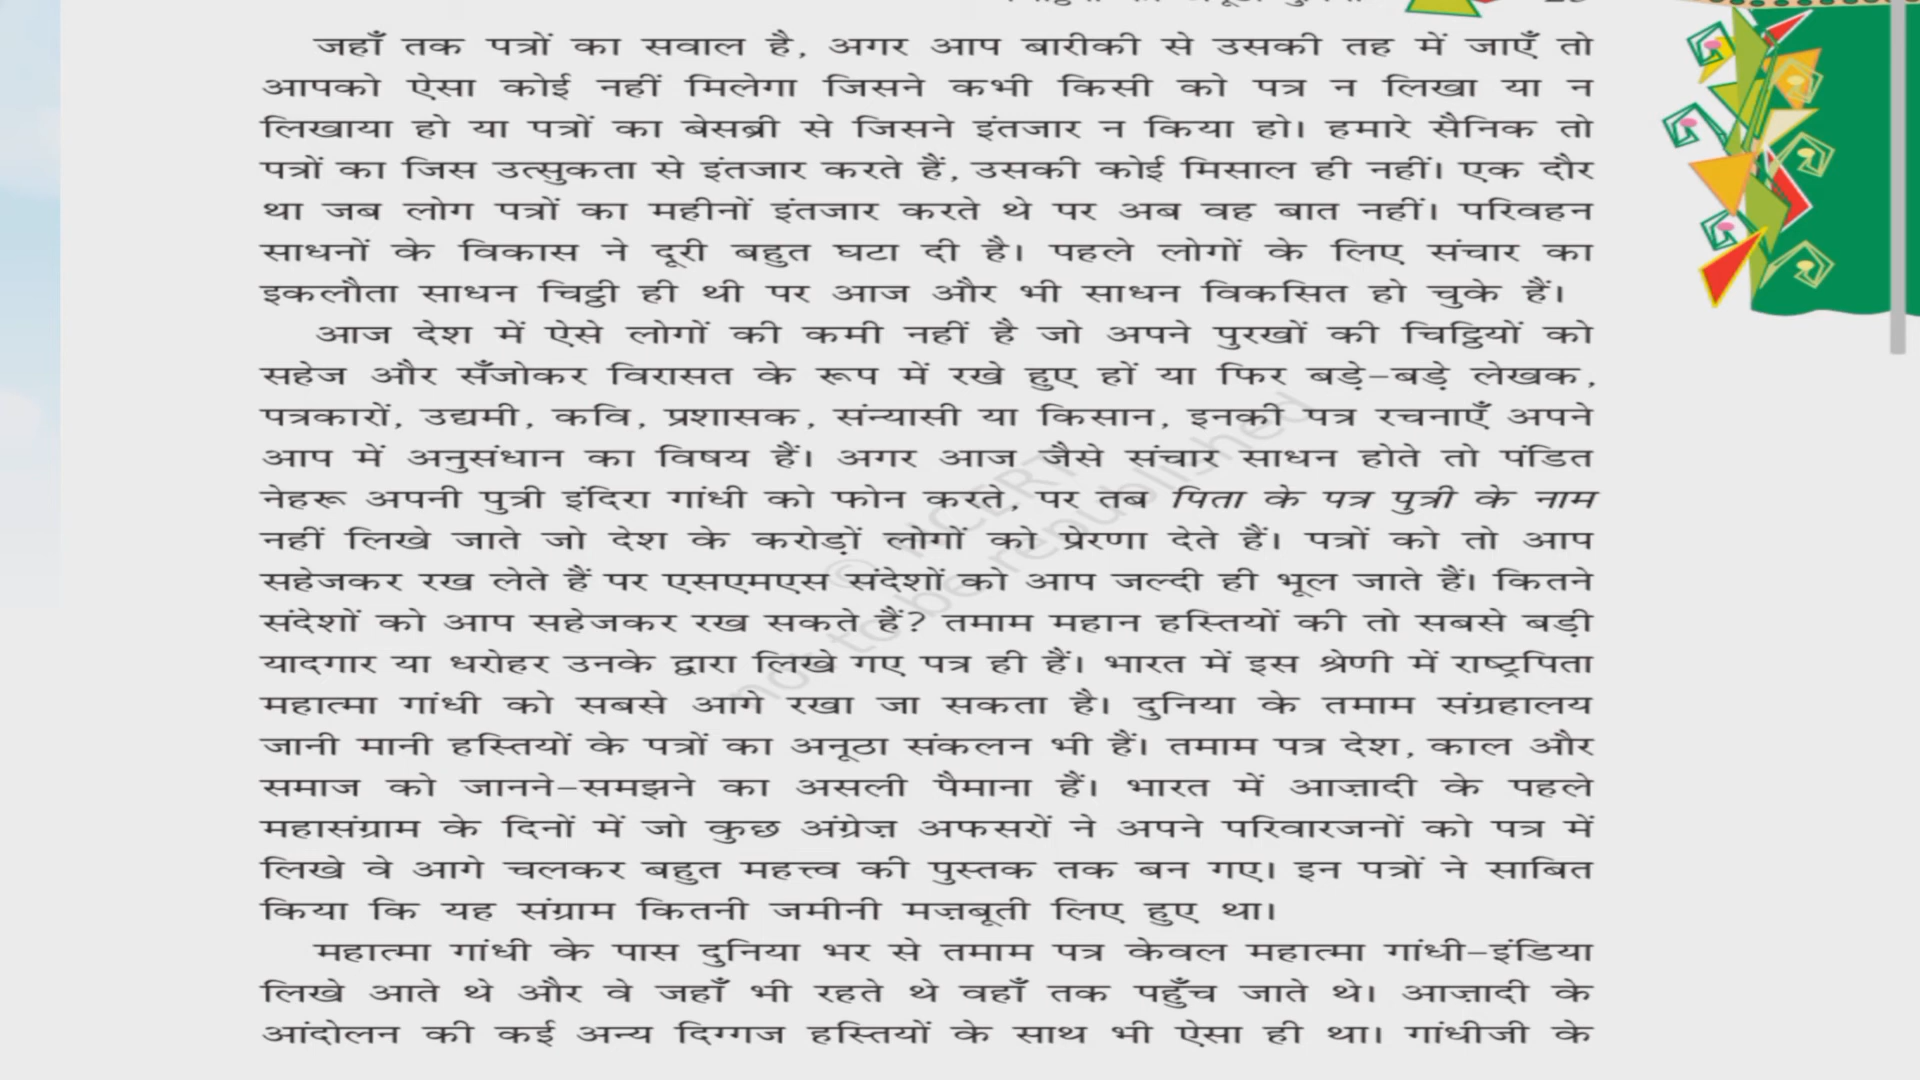 जहाँ तक पत्रों का सवाल है, अगर आप बारीकी से उसकी तह में जाएँ तो
आपको ऐसा कोई नहीं मिलेगा जिसने कभी किसी को पत्र न लिखा या न
लिखाया हो या पत्रों का बेसब्री से जिसने इंतजार न किया हो। हमारे सैनिक तो
पत्रों का जिस उत्सुकता से इंतजार करते हैं, उसकी कोई मिसाल ही नहीं। एक दौर
था जब लोग पत्रों का महीनों इंतजार करते थे पर अब वह बात नहीं। परिवहन
साधनों के विकास ने दूरी बहुत घटा दी है। पहले लोगों के लिए संचार का
इकलौता साधन चिट्ठी ही थी पर आज और भी साधन विकसित हो चुके हैं।
आज देश में ऐसे लोगों की कमी नहीं है जो अपने पुरखों की चिट्ठियों को
सहेज और सँजोकर विरासत के रूप में रखे हुए हों या फिर बड़े-बड़े लेखक,
पत्रकारों, उद्यमी, कवि, प्रशासक, संन्यासी या किसान, इनकी पत्र रचनाएँ अपने
आप में अनुसंधान का विषय हैं। अगर आज जैसे संचार साधन होते तो पंडित
नेहरू अपनी पुत्री इंदिरा गांधी को फोन करते, पर तब पिता के पत्र पुत्री के नाम
नहीं लिखे जाते जो देश के करोड़ों लोगों को प्रेरणा देते हैं। पत्रों को तो आप
सहेजकर रख लेते हैं पर एसएमएस संदेशों को आप जल्दी ही भूल जाते हैं। कितने
संदेशों को आप सहेजकर रख सकते हैं? तमाम महान हस्तियों की तो सबसे बड़ी
यादगार या धरोहर उनके द्वारा लिखे गए पत्र ही हैं। भारत में इस श्रेणी में राष्ट्रपिता
महात्मा गांधी को सबसे आगे रखा जा सकता है। दुनिया के तमाम संग्रहालय
जानी मानी हस्तियों के पत्रों का अनूठा संकलन भी हैं। तमाम पत्र देश, काल और
समाज को जानने-समझने का असली पैमाना हैं। भारत में आज़ादी के पहले
महासंग्राम के दिनों में जो कुछ अंग्रेज़ अफसरों ने अपने परिवारजनों को पत्र में
लिखे वे आगे चलकर बहुत महत्त्व की पुस्तक तक बन गए। इन पत्रों ने साबित
किया कि यह संग्राम कितनी जमीनी मज़बूती लिए हुए था।
महात्मा गांधी के पास दुनिया भर से तमाम पत्र केवल महात्मा गांधी-इंडिया
लिखे आते थे और वे जहाँ भी रहते थे वहाँ तक पहुँच जाते थे। आज़ादी के
आंदोलन की कई अन्य दिग्गज हस्तियों के साथ भी ऐसा ही था। गांधीजी के
© NCERT
not to be republished